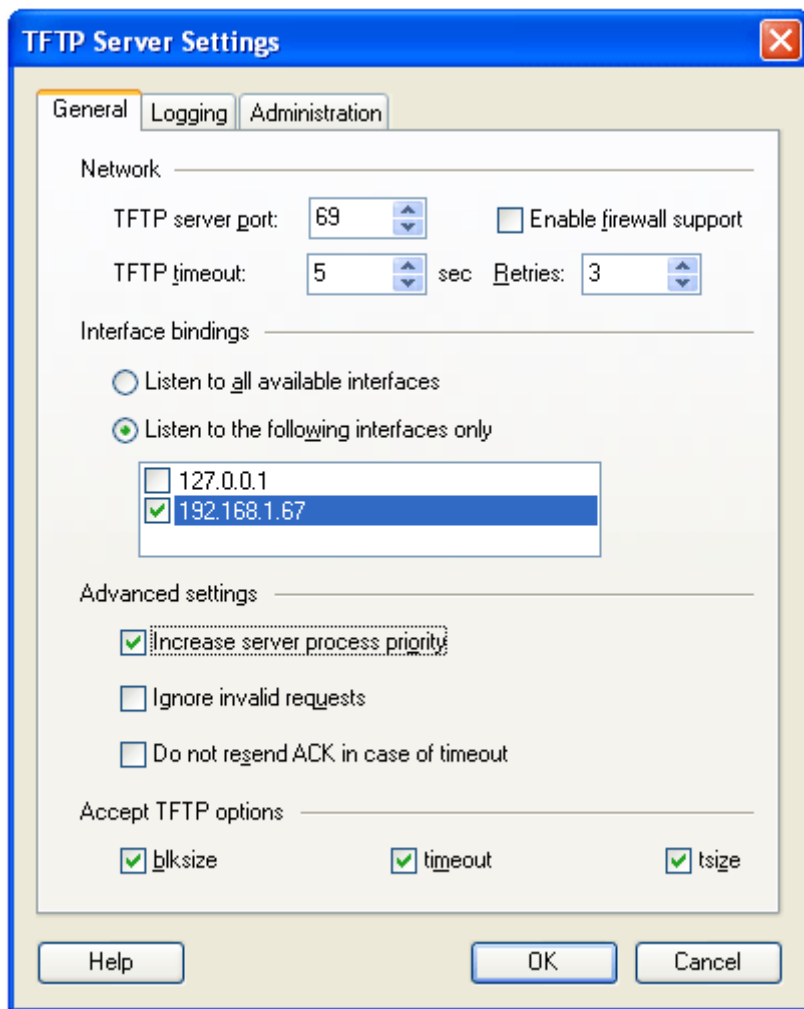 TFTP Server Settings
General Logging Administration
Network
TFTP server port: 69 Enable firewall support
TFTP timeout: 5 sec Retries: 3
Interface bindings
Listen to all available interfaces
Listen to the following interfaces only
127.0.0.1
192.168.1.67
Advanced settings
Increase server process priority
Ignore invalid requests
Do not resend ACK in case of timeout
Accept TFTP options
blksize timeout tsize
Help OK Cancel